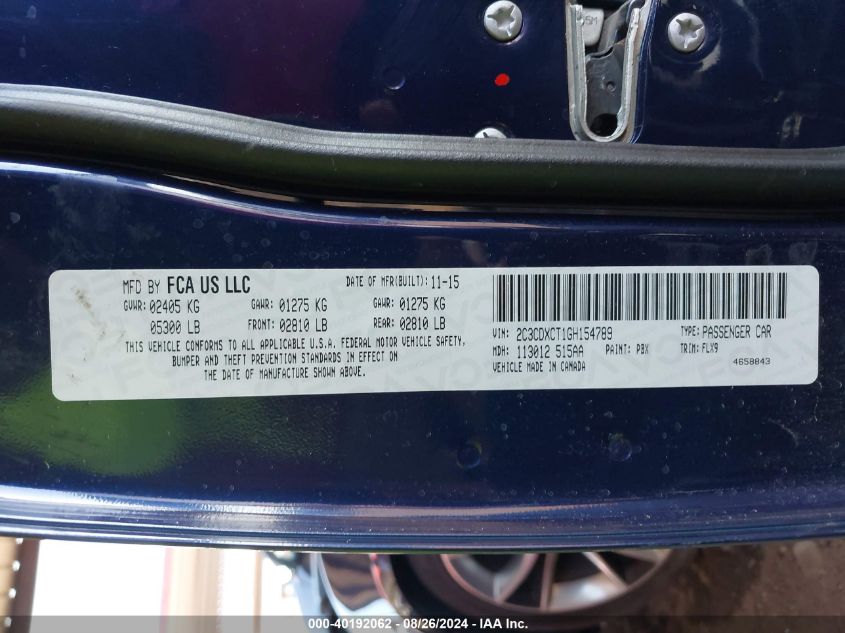 MFD BY FCA US LLC DATE OF MFR(BUILT): 11-15
GVWR: 02405 KG GAWR: 01275 KG GAWR: 01275 KG
05300 LB FRONT: 02810 LB REAR: 02810 LB
THIS VEHICLE CONFORMS TO ALL APPLICABLE U.S.A. FEDERAL MOTOR VEHICLE SAFETY,
BUMPER AND THEFT PREVENTION STANDARDS IN EFFECT ON
THE DATE OF MANUFACTURE SHOWN ABOVE.
VIN: 2C3CDXCT1GH154789 TYPE: PASSENGER CAR
MDH: 113012 515AA PAINT: PBX TRIM: FLX9
VEHICLE MADE IN CANADA 4658843
000-40192062 - 08/26/2024 - IAA Inc.